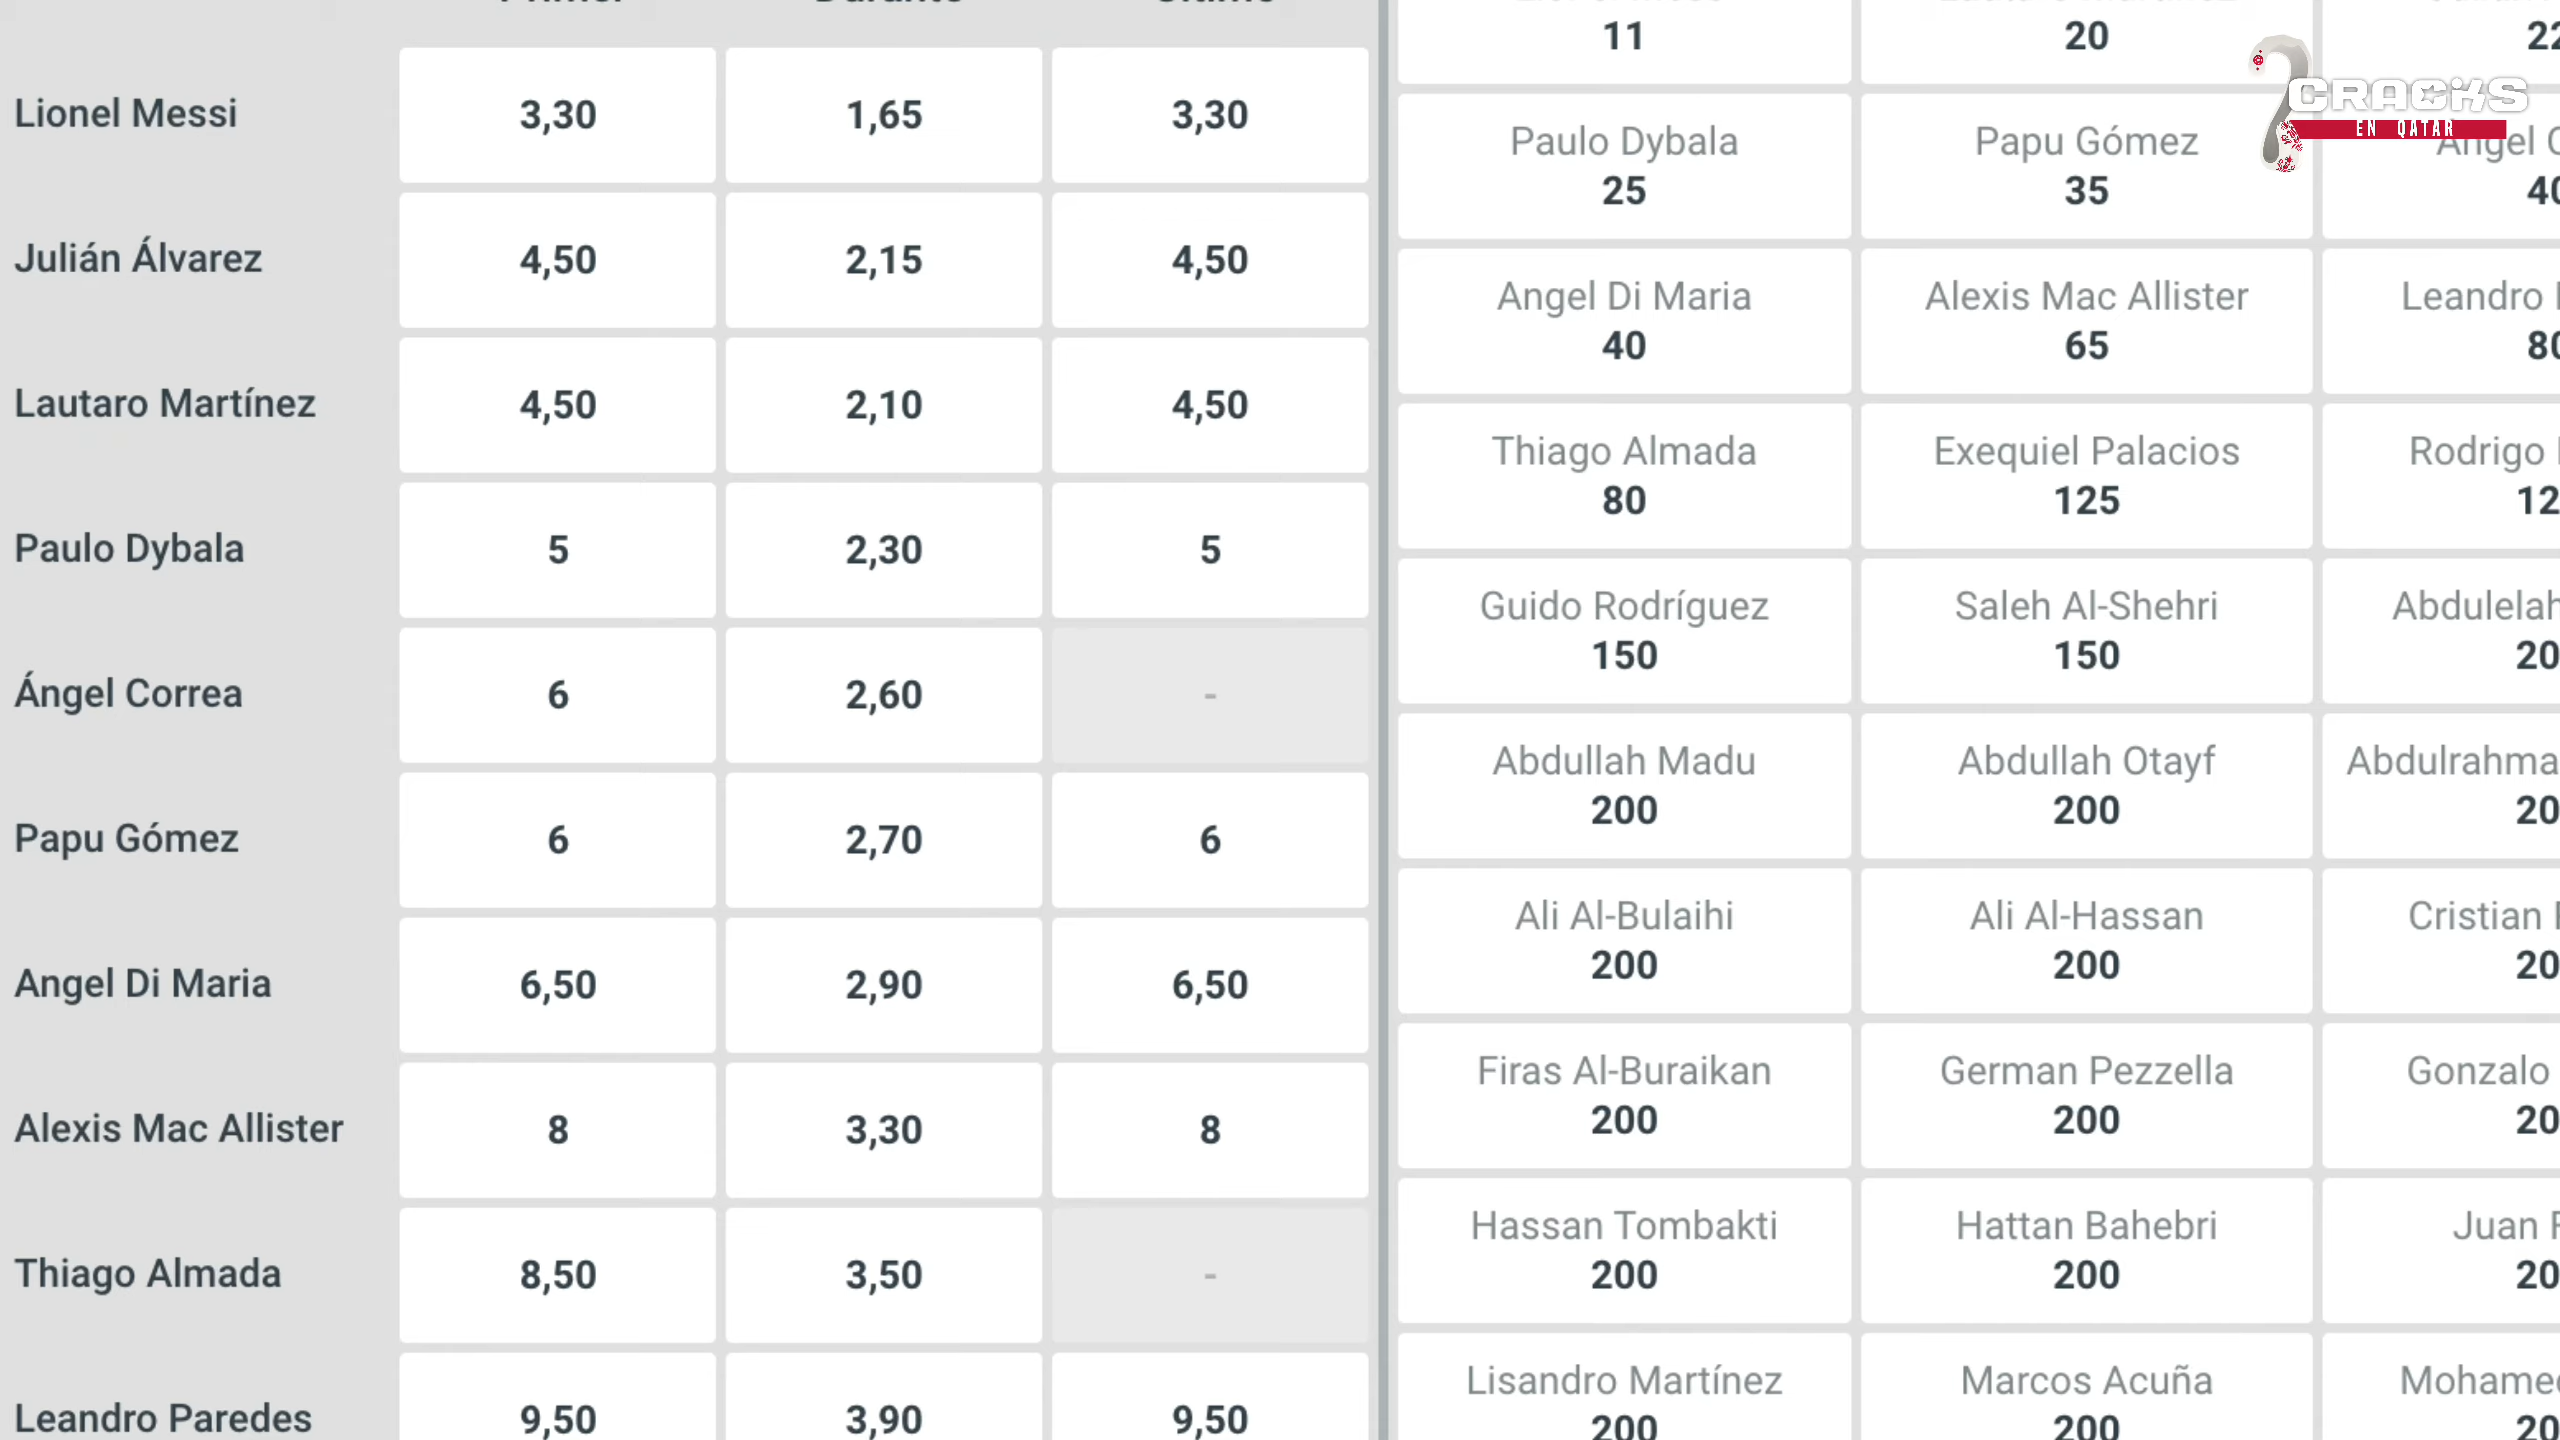 Primer Durante Último
Lionel Messi 3,30 1,65 3,30
Julián Álvarez 4,50 2,15 4,50
Lautaro Martínez 4,50 2,10 4,50
Paulo Dybala 5 2,30 5
Ángel Correa 6 2,60 -
Papu Gómez 6 2,70 6
Angel Di Maria 6,50 2,90 6,50
Alexis Mac Allister 8 3,30 8
Thiago Almada 8,50 3,50 -
Leandro Paredes 9,50 3,90 9,50
11 20 22
Paulo Dybala Papu Gómez Angel
25 35 40
Angel Di Maria Alexis Mac Allister Leandro
40 65 80
Thiago Almada Exequiel Palacios Rodrigo
80 125 12
Guido Rodríguez Saleh Al-Shehri Abdulelah
150 150 20
Abdullah Madu Abdullah Otayf Abdulrahma
200 200 20
Ali Al-Bulaihi Ali Al-Hassan Cristian
200 200 20
Firas Al-Buraikan German Pezzella Gonzalo
200 200 20
Hassan Tombakti Hattan Bahebri Juan
200 200 20
Lisandro Martínez Marcos Acuña Mohamed
200 200 20
CRACKS
EN QATAR